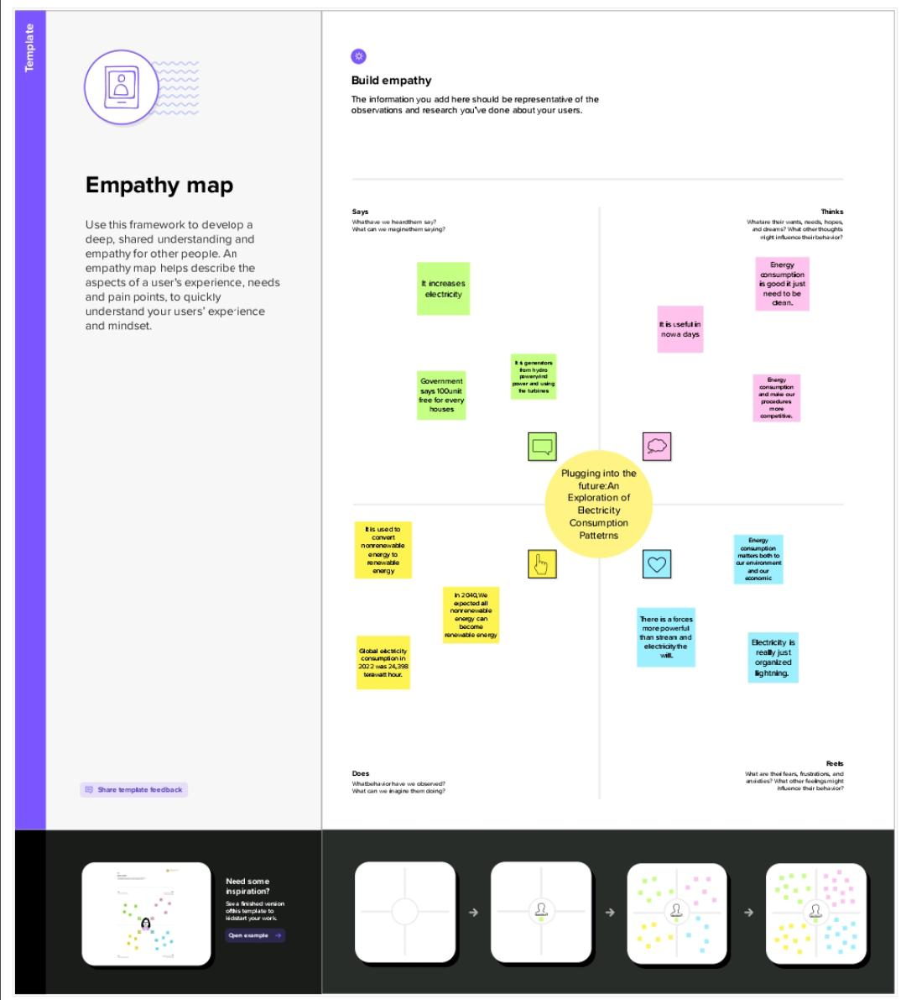 Template
Empathy map
Use this framework to develop a
deep, shared understanding and
empathy for other people. An
empathy map helps describe the
aspects of a user's experience, needs
and pain points, to quickly
understand your users' experience
and mindset.
Share template feedback
Build empathy
The information you add here should be representative of the
observations and research you've done about your users.
Says
Whathave we heardthem say?
What can we imaginethem saying?
It increases
electricity
Government
says 100unit
free for every
houses
It is generators
from hydro
power,wind
power and using
the turbines
Thinks
Whatare their wants, needs, hopes,
and dreams? What otherthoughts
might influence theirbehavior?
Energy
consumption
is good it just
need to be
clean.
It is useful in
nowa days
Energy
consumption
and make our
procedures
more
competitive.
Plugging into the
future:An
Exploration of
Electricity
Consumption
Pattetrns
It is used to
convert
nonrenewable
energy to
renewable
energy
In 2040,We
expected all
nonrenewable
energy can
become
renewable energy
Global electricity
consumption in
2022 was 24,398
terawatt hour.
Does
Whatbehaviorhave we observed?
What can we imagine them doing?
Energy
consumption
matters both to
our environment
and our
economic
There is a forces
more powerful
than stream and
electricity:the
will.
Electricity is
really just
organized
lightning.
Feels
What are theirfears, frustrations, and
anxieties? What other feelingsmight
influence their behavior?
Need some
inspiration?
See a finished version
ofthis template to
kickstart your work.
Open example